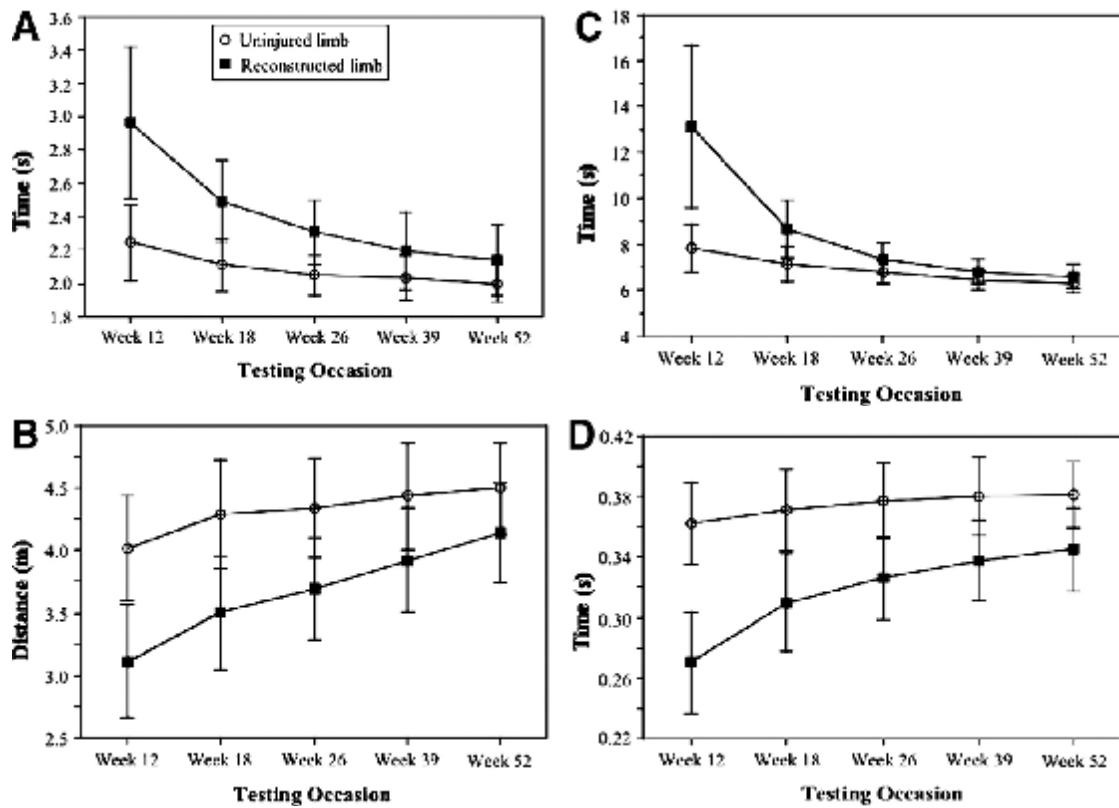 A
3.6
3.4
3.2
3.0
2.8
2.6
2.4
2.2
2.0
1.8
Time (s)
Uninjured limb
Reconstructed limb
Week 12 Week 18 Week 26 Week 39 Week 52
Testing Occasion
C
18
16
14
12
10
8
6
4
Time (s)
Week 12 Week 18 Week 26 Week 39 Week 52
Testing Occasion
B
5.0
4.5
4.0
3.5
3.0
2.5
Distance (m)
Week 12 Week 18 Week 26 Week 39 Week 52
Testing Occasion
D
0.42
0.38
0.34
0.30
0.26
0.22
Time (s)
Week 12 Week 18 Week 26 Week 39 Week 52
Testing Occasion